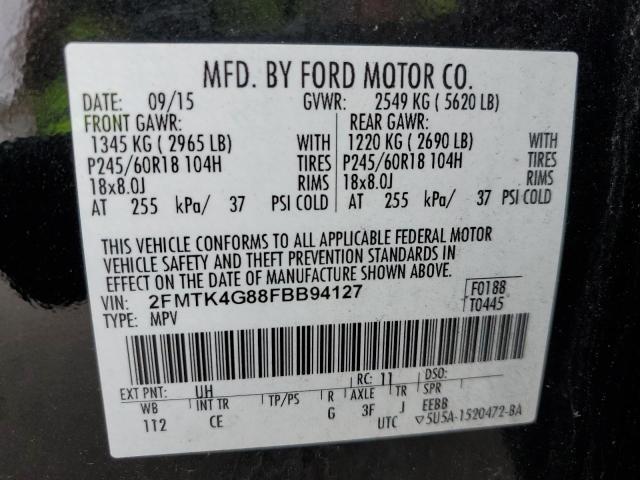 MFD. BY FORD MOTOR CO.
DATE: 09/15 GVWR: 2549 KG ( 5620 LB)
FRONT GAWR: REAR GAWR:
1345 KG ( 2965 LB) WITH 1220 KG ( 2690 LB) WITH
P245/60R18 104H TIRES P245/60R18 104H TIRES
18x8.0J RIMS 18x8.0J RIMS
AT 255 kPa/ 37 PSI COLD AT 255 kPa/ 37 PSI COLD
THIS VEHICLE CONFORMS TO ALL APPLICABLE FEDERAL MOTOR
VEHICLE SAFETY AND THEFT PREVENTION STANDARDS IN
EFFECT ON THE DATE OF MANUFACTURE SHOWN ABOVE.
VIN: 2FMTK4G88FBB94127 F0188
TYPE: MPV T0445
EXT PNT: UH RC: 11 DSO:
WB INT TR TP/PS R AXLE TR SPR
112 CE G 3F J EEBB
UTC ▽5U5A-1520472-BA